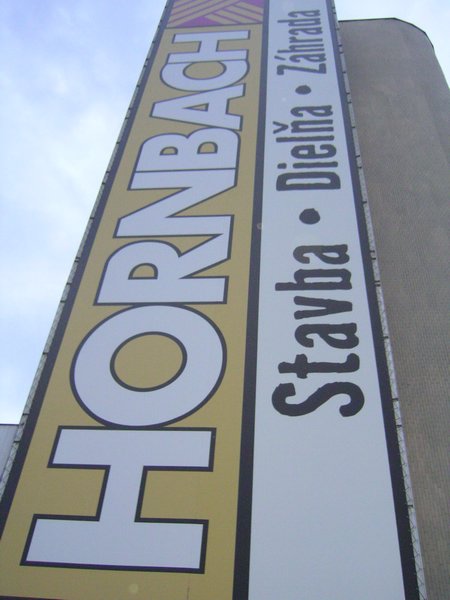 HORNBACH
Stavba • Dielňa • Záhrada